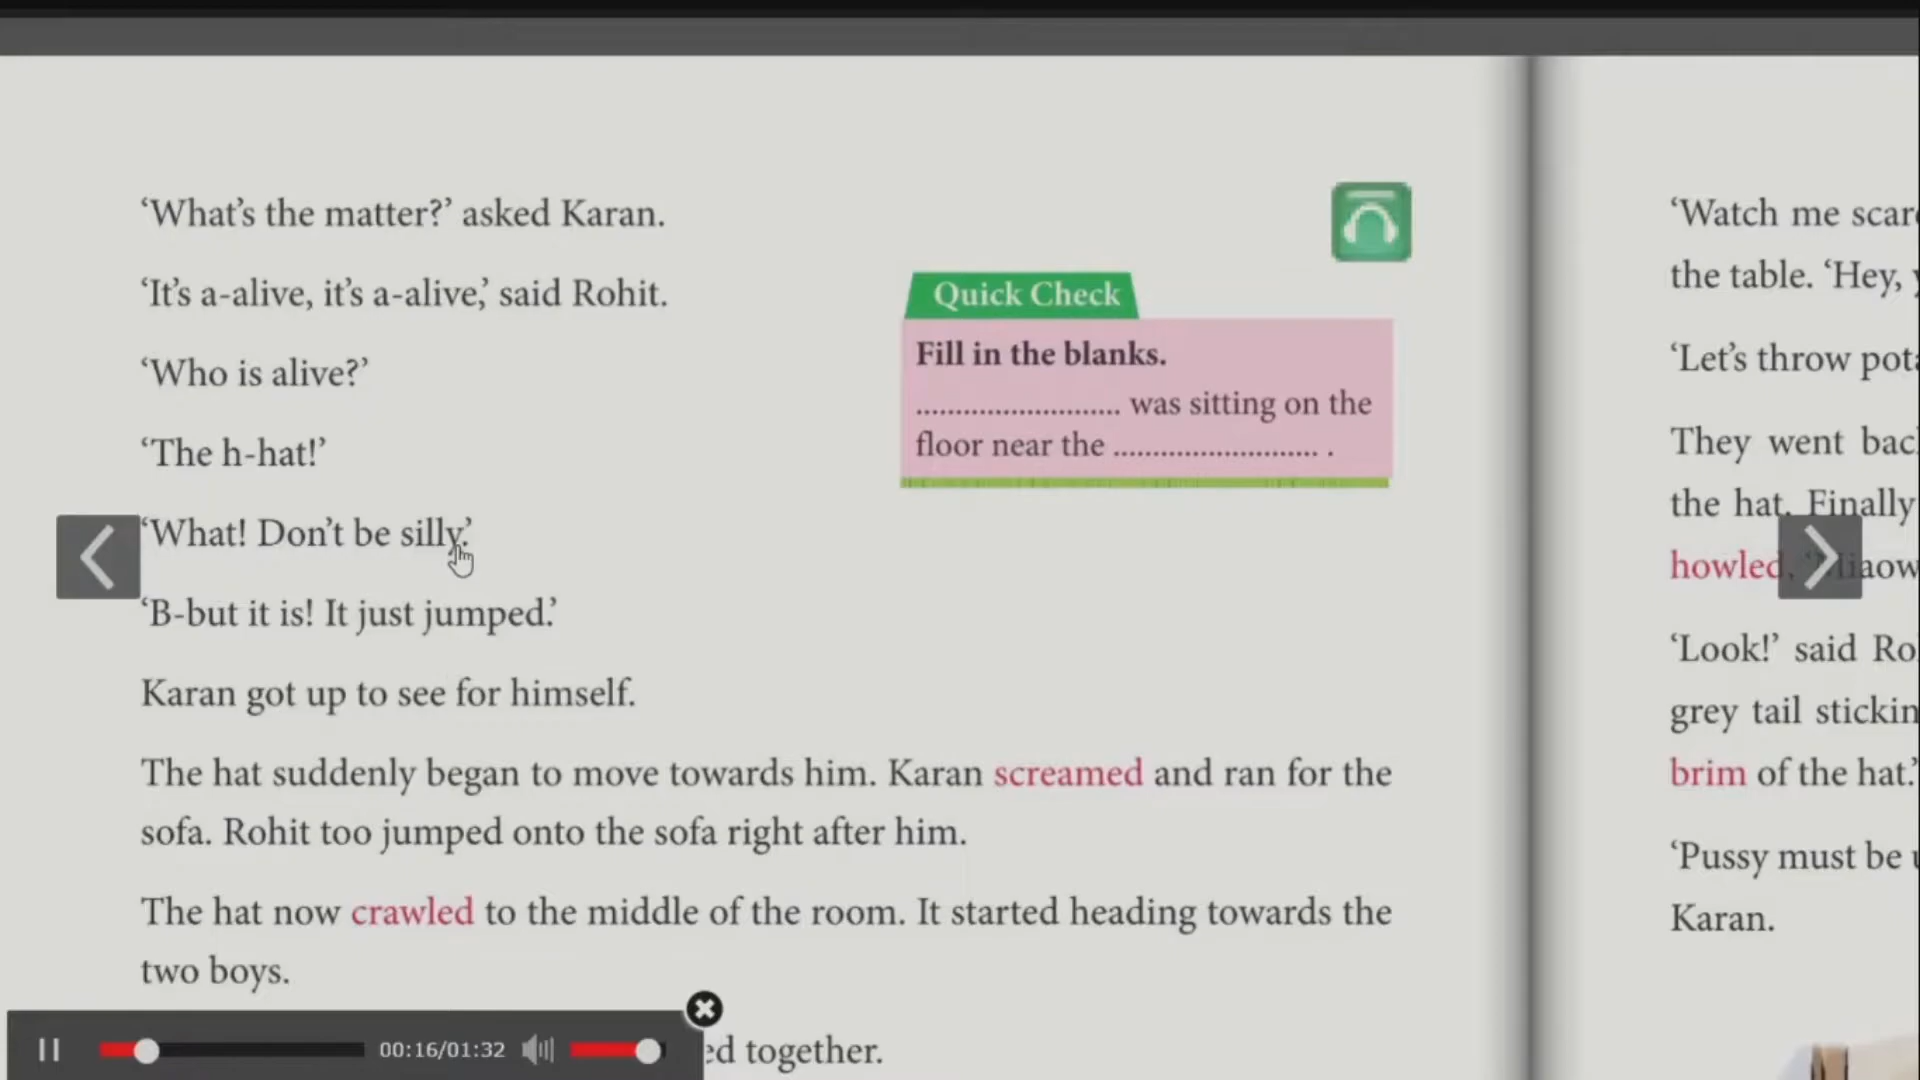 ‘What’s the matter?’ asked Karan.
‘It’s a-alive, it’s a-alive,’ said Rohit.
‘Who is alive?’
‘The h-hat!’
‘What! Don’t be silly.’
‘B-but it is! It just jumped.’
Karan got up to see for himself.
The hat suddenly began to move towards him. Karan screamed and ran for the
sofa. Rohit too jumped onto the sofa right after him.
The hat now crawled to the middle of the room. It started heading towards the
two boys.
together.
Quick Check
Fill in the blanks.
.......................... was sitting on the
floor near the .......................... .
‘Watch me
the table. ‘Hey,
‘Let’s throw
They went
the hat. Finally
howled.
‘Look!’ said
grey tail
brim of the hat.’
‘Pussy must be
Karan.
00:16/01:32